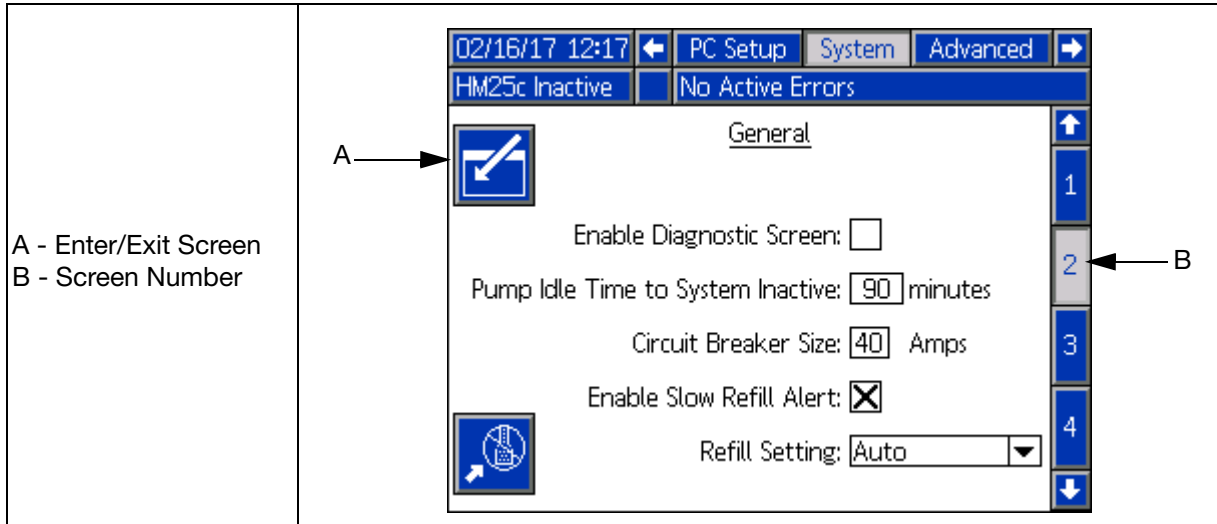 A - Enter/Exit Screen
B - Screen Number
02/16/17 12:17 PC Setup System Advanced
HM25c Inactive No Active Errors
A
General
1
Enable Diagnostic Screen:
2
B
Pump Idle Time to System Inactive: 90 minutes
Circuit Breaker Size: 40 Amps
3
Enable Slow Refill Alert: X
4
Refill Setting: Auto